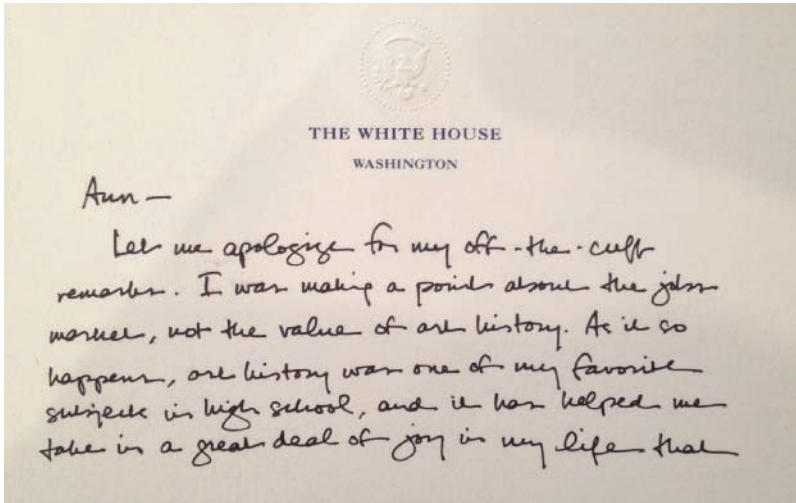 THE WHITE HOUSE
WASHINGTON
Ann —
Let me apologize for my off-the-cuff
remarks. I was making a point about the jobs
market, not the value of art history. As it so
happens, art history was one of my favorite
subjects in high school, and it has helped me
take in a great deal of joy in my life that